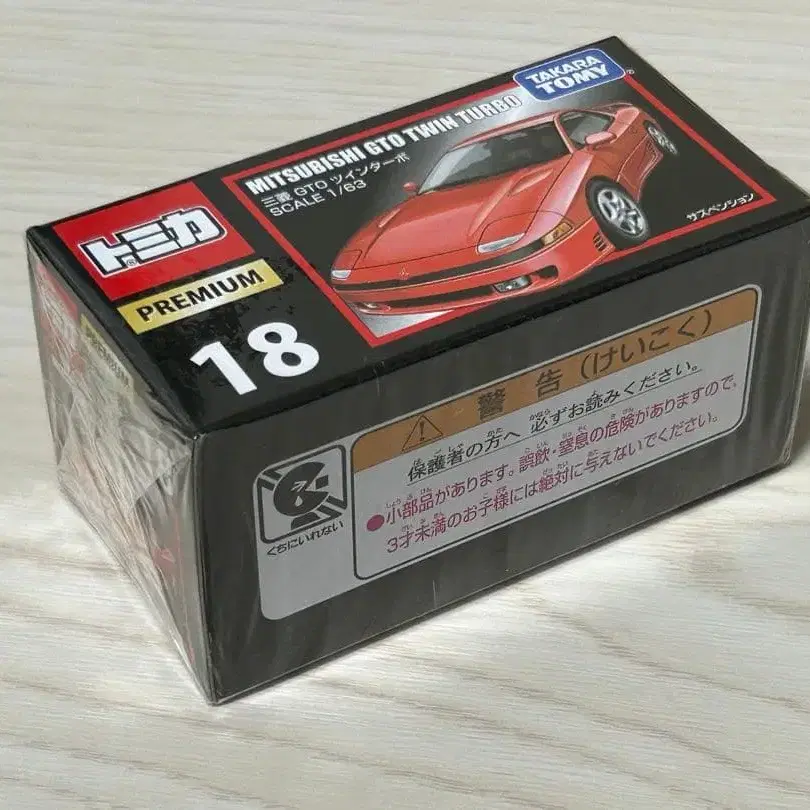 TAKARA
TOMY
MITSUBISHI GTO TWIN TURBO
三菱 GTO ツインターボ
SCALE 1/63
サスペンション
トミカ
PREMIUM
18
警告(けいこく)
保護者の方へ 必ずお読みください。
●小部品があります。誤飲・窒息の危険がありますので、
3才未満のお子様には絶対に与えないでください。
くちにいれない